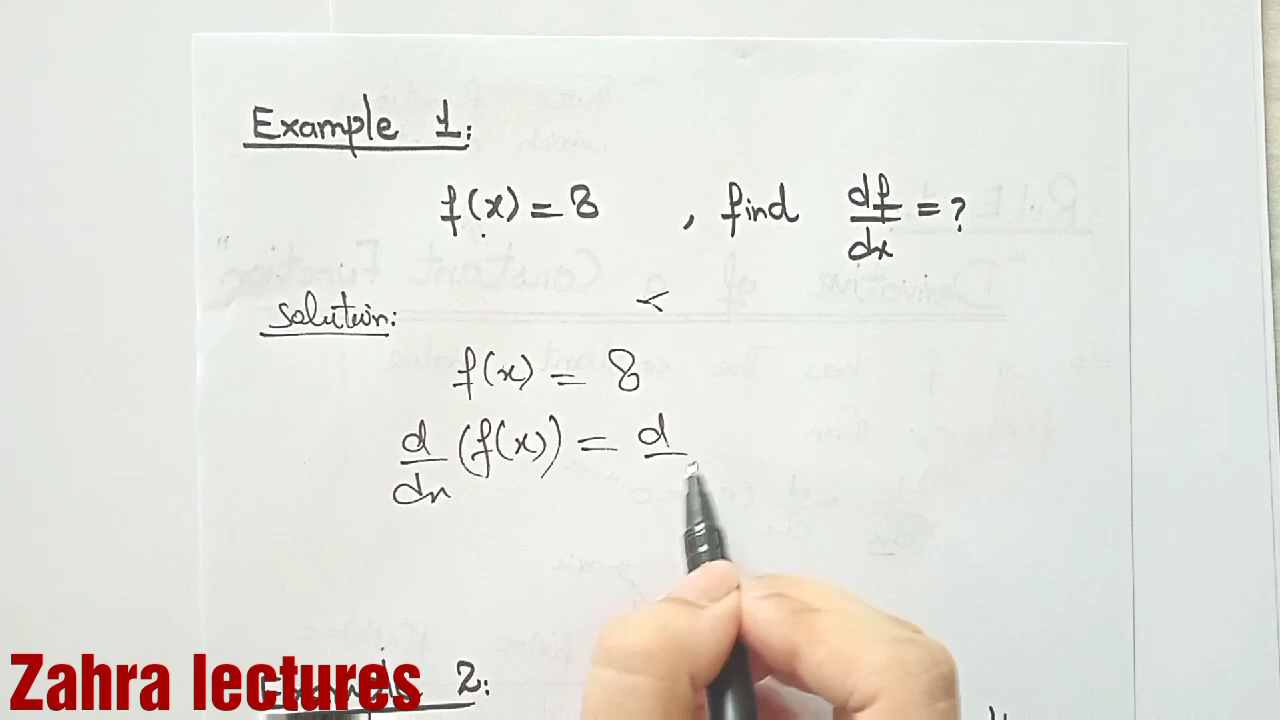 Example 1:
f(x) = 8 , find df/dx = ?
Solution:
f(x) = 8
d/dx (f(x)) = d
Zahra lectures
2: